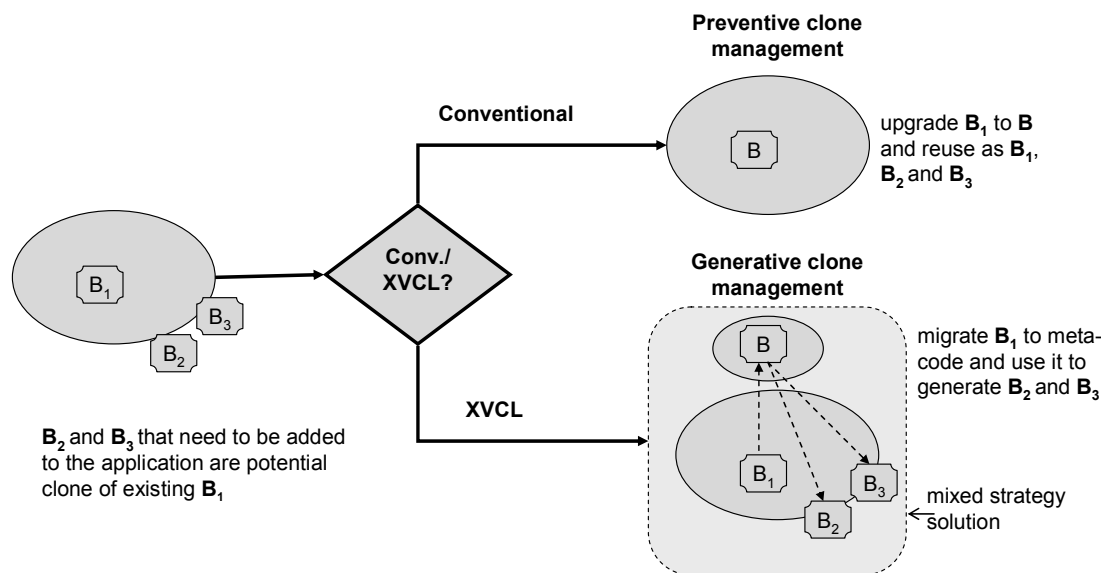 Preventive clone
management
Conventional
B
upgrade B₁ to B
and reuse as B₁,
B₂ and B₃
Conv./
XVCL?
B₁
B₃
B₂
B₂ and B₃ that need to be added
to the application are potential
clone of existing B₁
XVCL
Generative clone
management
B
B₁
B₃
B₂
migrate B₁ to meta-
code and use it to
generate B₂ and B₃
mixed strategy
solution